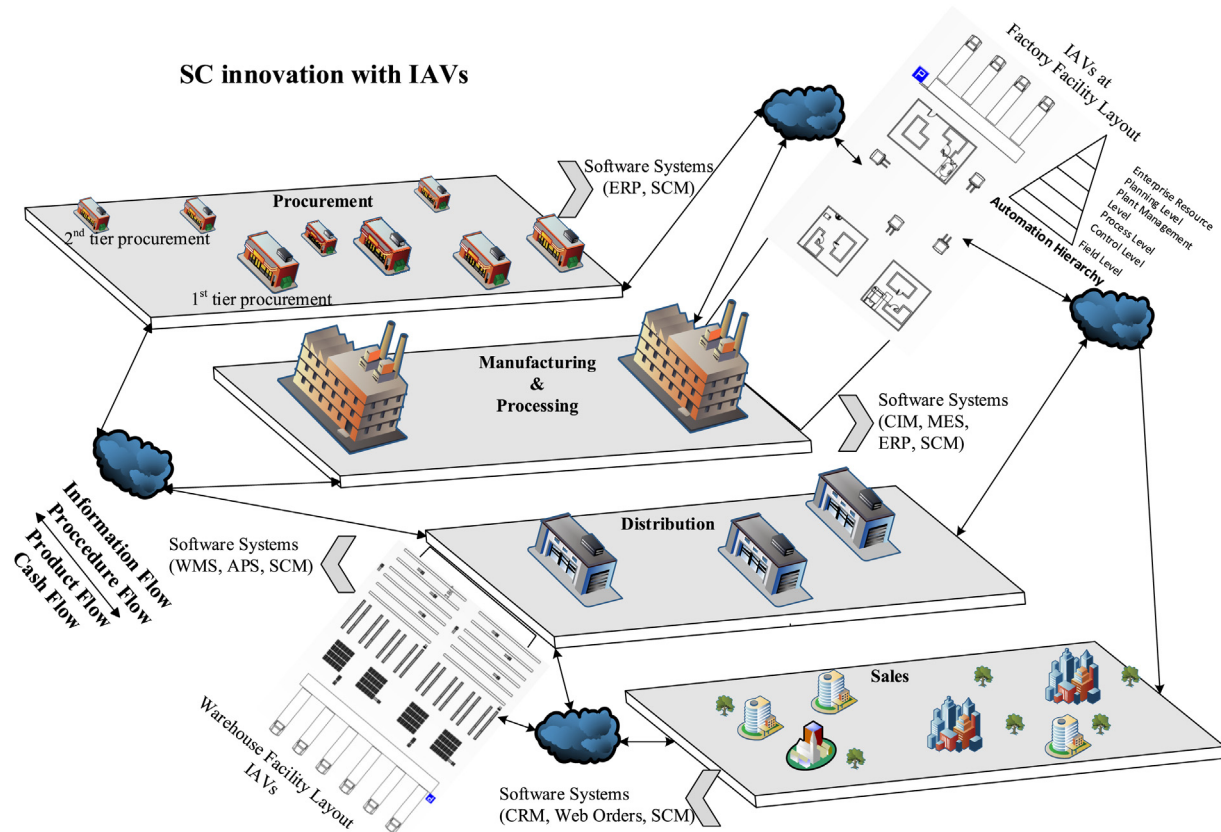 SC innovation with IAVs
IAVs at
Factory Facility Layout
P
Software Systems
(ERP, SCM)
Procurement
2nd tier procurement
1st tier procurement
Enterprise Resource
Planning Level
Plant Management
Level
Process Level
Control Level
Field Level
Automation Hierarchy
Manufacturing
&
Processing
Software Systems
(CIM, MES,
ERP, SCM)
Information Flow
Proccedure Flow
Product Flow
Cash Flow
Distribution
Software Systems
(WMS, APS, SCM)
Sales
Warehouse Facility Layout
IAVs
P
Software Systems
(CRM, Web Orders, SCM)